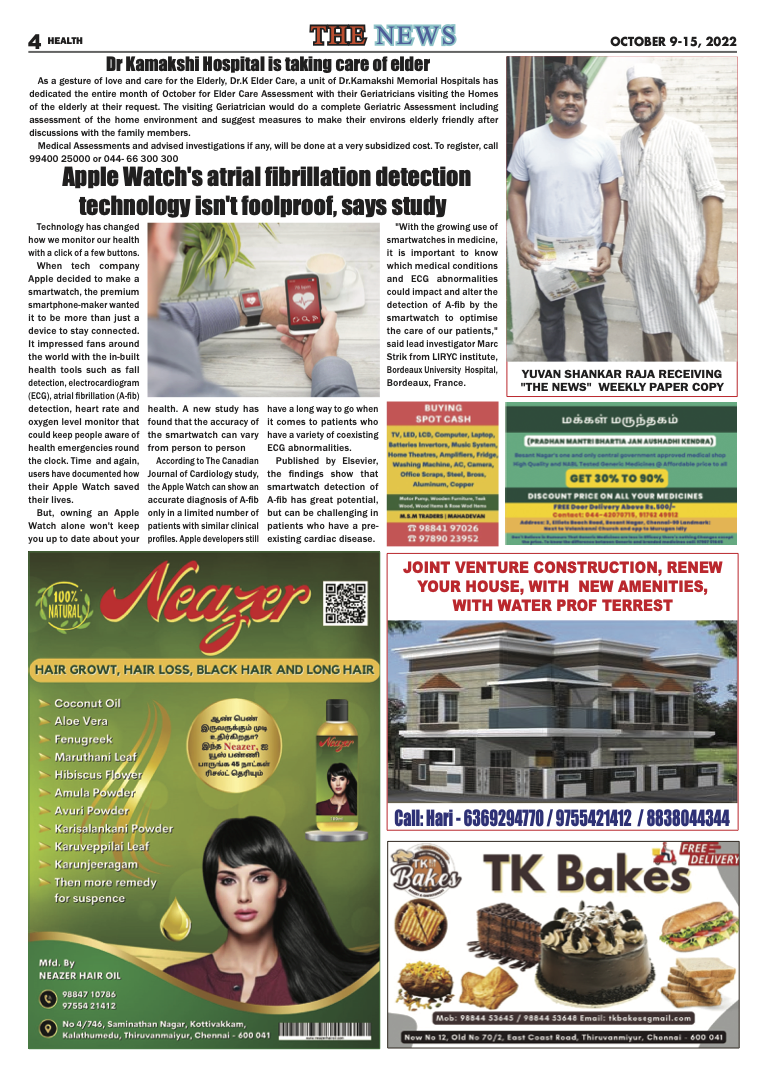 4 HEALTH
THE NEWS
OCTOBER 9-15, 2022
Dr Kamakshi Hospital is taking care of elder
As a gesture of love and care for the Elderly, Dr.K Elder Care, a unit of Dr.Kamakshi Memorial Hospitals has
dedicated the entire month of October for Elder Care Assessment with their Geriatricians visiting the Homes
of the elderly at their request. The visiting Geriatrician would do a complete Geriatric Assessment including
assessment of the home environment and suggest measures to make their environs elderly friendly after
discussions with the family members.
Medical Assessments and advised investigations if any, will be done at a very subsidized cost. To register, call
99400 25000 or 044- 66 300 300
Apple Watch's atrial fibrillation detection
technology isn't foolproof, says study
Technology has changed
how we monitor our health
with a click of a few buttons.
When tech company
Apple decided to make a
smartwatch, the premium
smartphone-maker wanted
it to be more than just a
device to stay connected.
It impressed fans around
the world with the in-built
health tools such as fall
detection, electrocardiogram
(ECG), atrial fibrillation (A-fib)
detection, heart rate and
oxygen level monitor that
could keep people aware of
health emergencies round
the clock. Time and again,
users have documented how
their Apple Watch saved
their lives.
But, owning an Apple
Watch alone won't keep
you up to date about your
health. A new study has
found that the accuracy of
the smartwatch can vary
from person to person
According to The Canadian
Journal of Cardiology study,
the Apple Watch can show an
accurate diagnosis of A-fib
only in a limited number of
patients with similar clinical
profiles. Apple developers still
have a long way to go when
it comes to patients who
have a variety of coexisting
ECG abnormalities.
Published by Elsevier,
the findings show that
smartwatch detection of
A-fib has great potential,
but can be challenging in
patients who have a pre-
existing cardiac disease.
"With the growing use of
smartwatches in medicine,
it is important to know
which medical conditions
and ECG abnormalities
could impact and alter the
detection of A-fib by the
smartwatch to optimise
the care of our patients,"
said lead investigator Marc
Strik from LIRYC institute,
Bordeaux University Hospital,
Bordeaux, France.
YUVAN SHANKAR RAJA RECEIVING
"THE NEWS" WEEKLY PAPER COPY
BUYING
SPOT CASH
TV, LED, LCD, Computer, Laptop,
Batteries Invertors, Music System,
Home Theatres, Amplifiers, Fridge,
Washing Machine, AC, Camera,
Office Scraps, Steel, Brass,
Aluminum, Copper
Motor Pump, Wooden Furniture, Teak
Wood, Wood Items & Rose Wod Items
M.S.M TRADERS | MAHADEVAN
☎ 98841 97026
☎ 97890 23952
மக்கள் மருந்தகம்
(PRADHAN MANTRI BHARTIA JAN AUSHADHI KENDRA)
Besant Nagar's one and only central government approved medical shop
High Quality and NABL Tested Generic Medicines @ Affordable price to all
GET 30% TO 90%
DISCOUNT PRICE ON ALL YOUR MEDICINES
FREE Door Delivery Above Rs.500/-
Contact: 044-42070719, 91762 49912
JOINT VENTURE CONSTRUCTION, RENEW
YOUR HOUSE, WITH NEW AMENITIES,
WITH WATER PROF TERREST
Call: Hari - 6369294770 / 9755421412 / 8838044344
100%
NATURAL
Neazer
HAIR GROWT, HAIR LOSS, BLACK HAIR AND LONG HAIR
Coconut Oil
Aloe Vera
Fenugreek
Maruthani Leaf
Hibiscus Flower
Amula Powder
Avuri Powder
Karisalankani Powder
Karuveppilai Leaf
Karunjeeragam
Then more remedy
for suspence
ஆண் பெண்
இருவருக்கும் முடி
உதிர்கிறதா?
இந்த Neazer, ஐ
யூஸ் பண்ணி
பாருங்க 45 நாட்கள்
ரிசல்ட் தெரியும்
Neazer
Mfd. By
NEAZER HAIR OIL
98847 10786
97554 21412
No 4/746, Saminathan Nagar, Kottivakkam,
Kalathumedu, Thiruvanmaiyur, Chennai - 600 041
TK
Bakes
TK Bakes
FREE
DELIVERY
Mob: 98844 53645 / 98844 53648 Email: tkbakes@gmail.com
New No 12, Old No 70/2, East Coast Road, Thiruvanmiyur, Chennai - 600 041